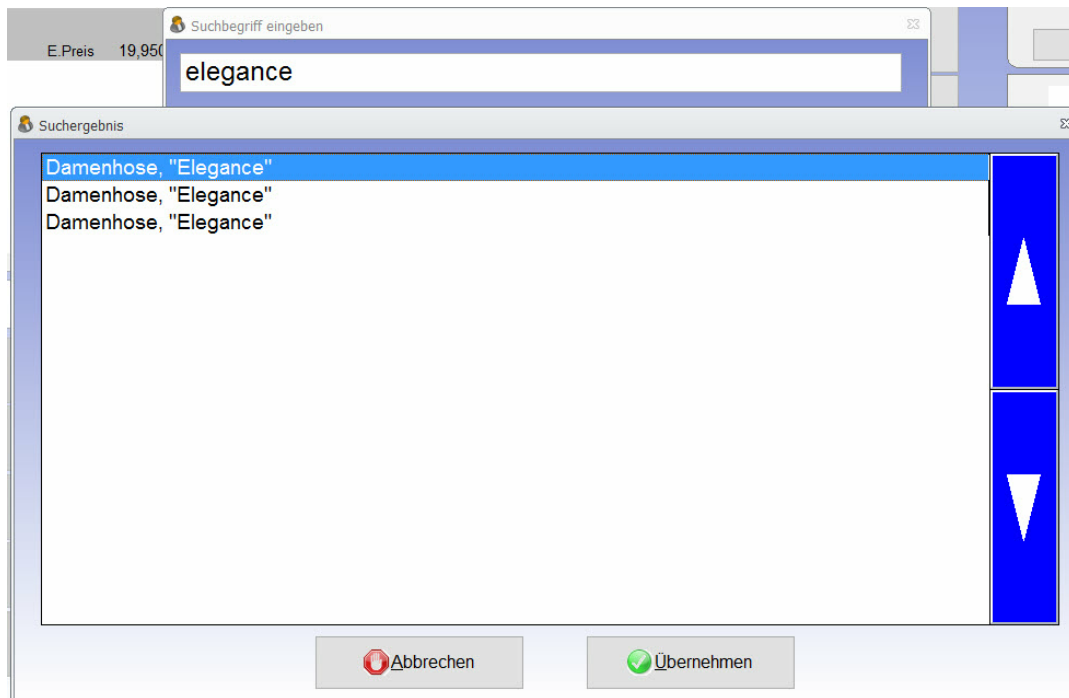 Suchbegriff eingeben
E.Preis 19,950
elegance
Suchergebnis
Damenhose, "Elegance"
Damenhose, "Elegance"
Damenhose, "Elegance"
Abbrechen
Übernehmen